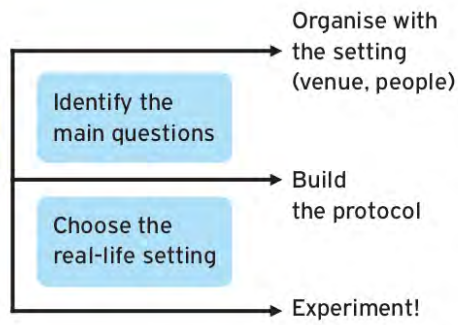 Organise with
the setting
(venue, people)
Identify the
main questions
Build
the protocol
Choose the
real-life setting
Experiment!